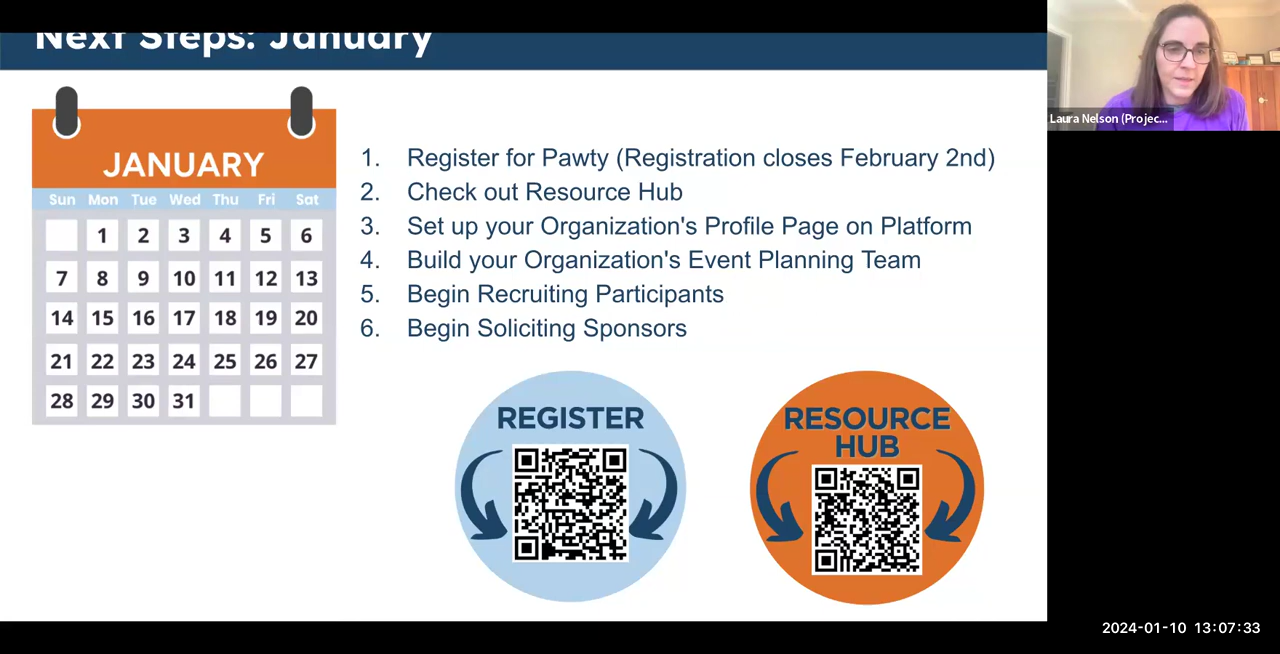 Next Steps: January
Laura Nelson (Projec...
JANUARY
Sun Mon Tue Wed Thu Fri Sat
1 2 3 4 5 6
7 8 9 10 11 12 13
14 15 16 17 18 19 20
21 22 23 24 25 26 27
28 29 30 31
1. Register for Pawty (Registration closes February 2nd)
2. Check out Resource Hub
3. Set up your Organization's Profile Page on Platform
4. Build your Organization's Event Planning Team
5. Begin Recruiting Participants
6. Begin Soliciting Sponsors
REGISTER
RESOURCE
HUB
2024-01-10 13:07:33